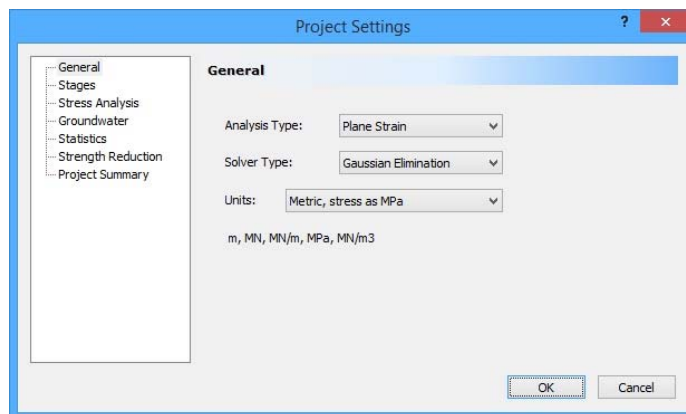 Project Settings
?
x
General
Stages
Stress Analysis
Groundwater
Statistics
Strength Reduction
Project Summary
General
Analysis Type: Plane Strain
Solver Type: Gaussian Elimination
Units: Metric, stress as MPa
m, MN, MN/m, MPa, MN/m3
OK Cancel